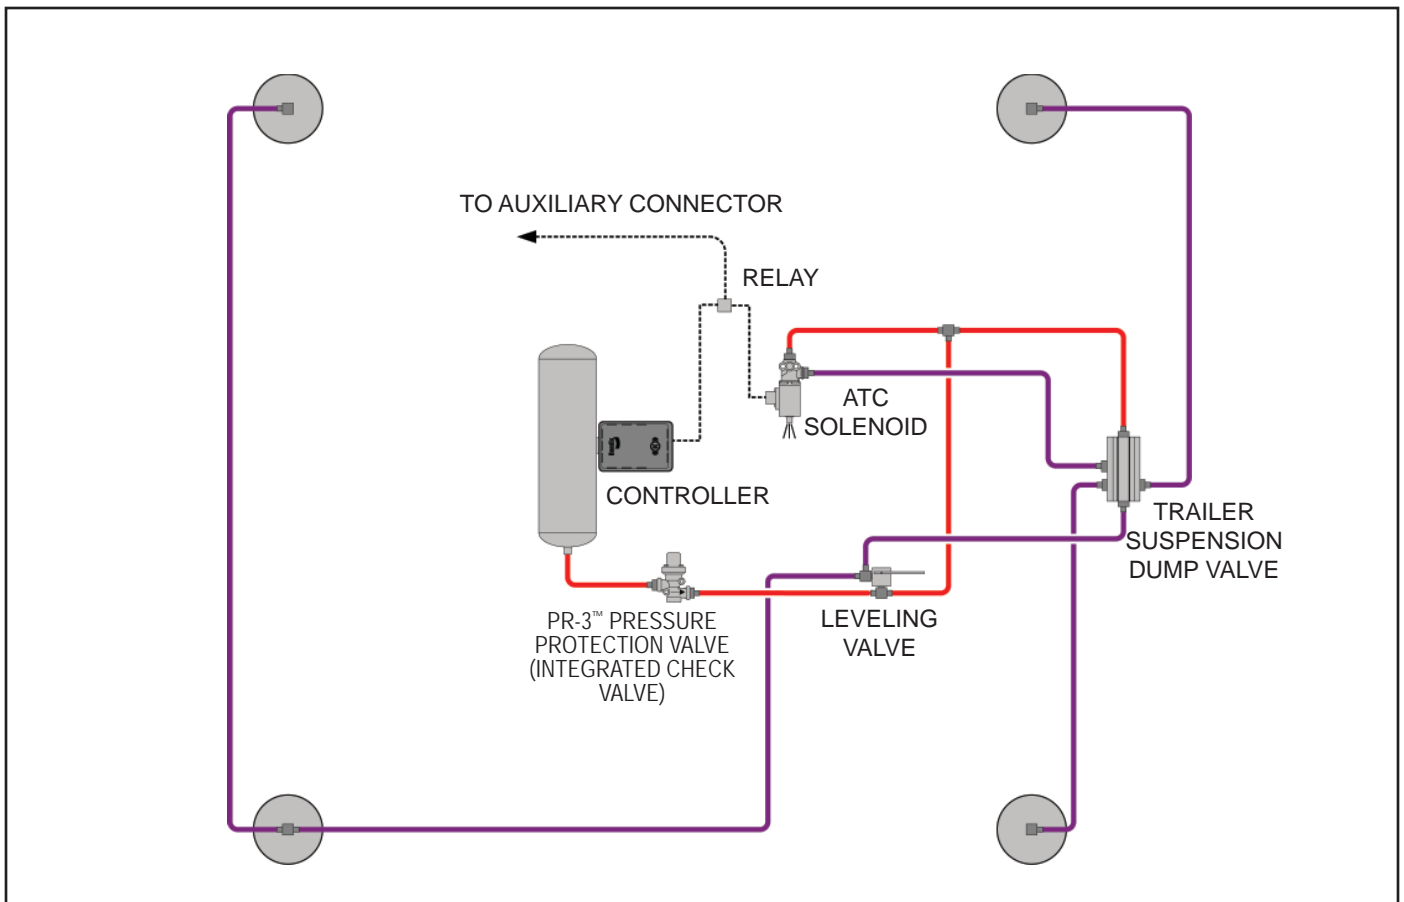 TO AUXILIARY CONNECTOR
RELAY
ATC
SOLENOID
CONTROLLER
TRAILER
SUSPENSION
DUMP VALVE
PR-3™ PRESSURE
PROTECTION VALVE
(INTEGRATED CHECK
VALVE)
LEVELING
VALVE